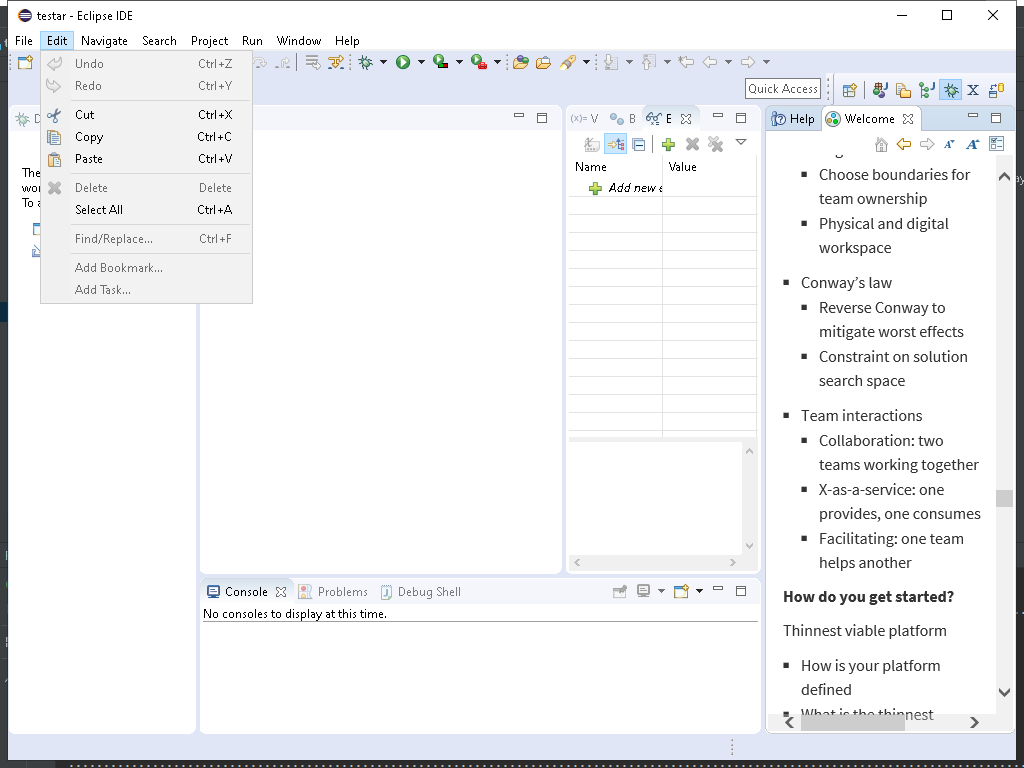 testar - Eclipse IDE
File Edit Navigate Search Project Run Window Help
Undo Ctrl+Z
Redo Ctrl+Y
Cut Ctrl+X
Copy Ctrl+C
Paste Ctrl+V
Delete Delete
Select All Ctrl+A
Find/Replace... Ctrl+F
Add Bookmark...
Add Task...
Quick Access
D
The
wor
To a
(x)= V B E
Name Value
Add new e
Console Problems Debug Shell
No consoles to display at this time.
Help Welcome
Choose boundaries for
team ownership
Physical and digital
workspace
Conway’s law
Reverse Conway to
mitigate worst effects
Constraint on solution
search space
Team interactions
Collaboration: two
teams working together
X-as-a-service: one
provides, one consumes
Facilitating: one team
helps another
How do you get started?
Thinnest viable platform
How is your platform
defined
What is the thinnest